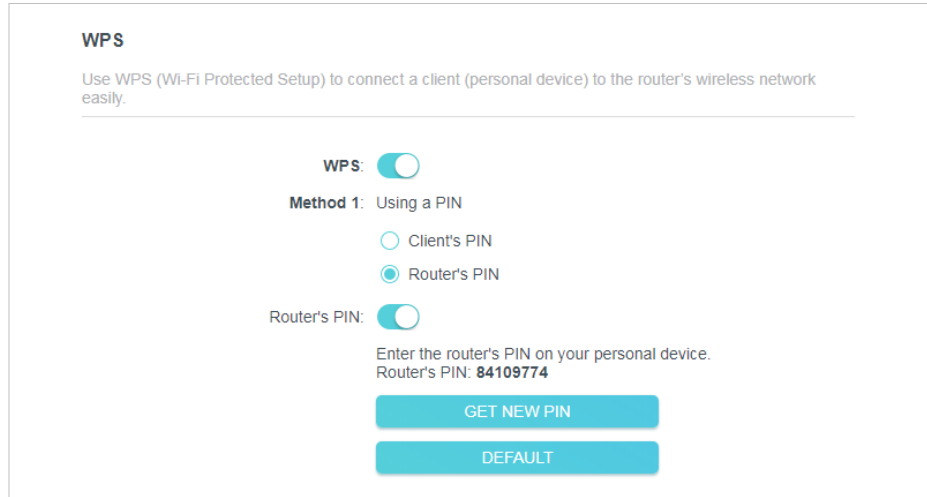 WPS
Use WPS (Wi-Fi Protected Setup) to connect a client (personal device) to the router's wireless network
easily.
WPS:
Method 1: Using a PIN
Client's PIN
Router's PIN
Router's PIN:
Enter the router's PIN on your personal device.
Router's PIN: 84109774
GET NEW PIN
DEFAULT